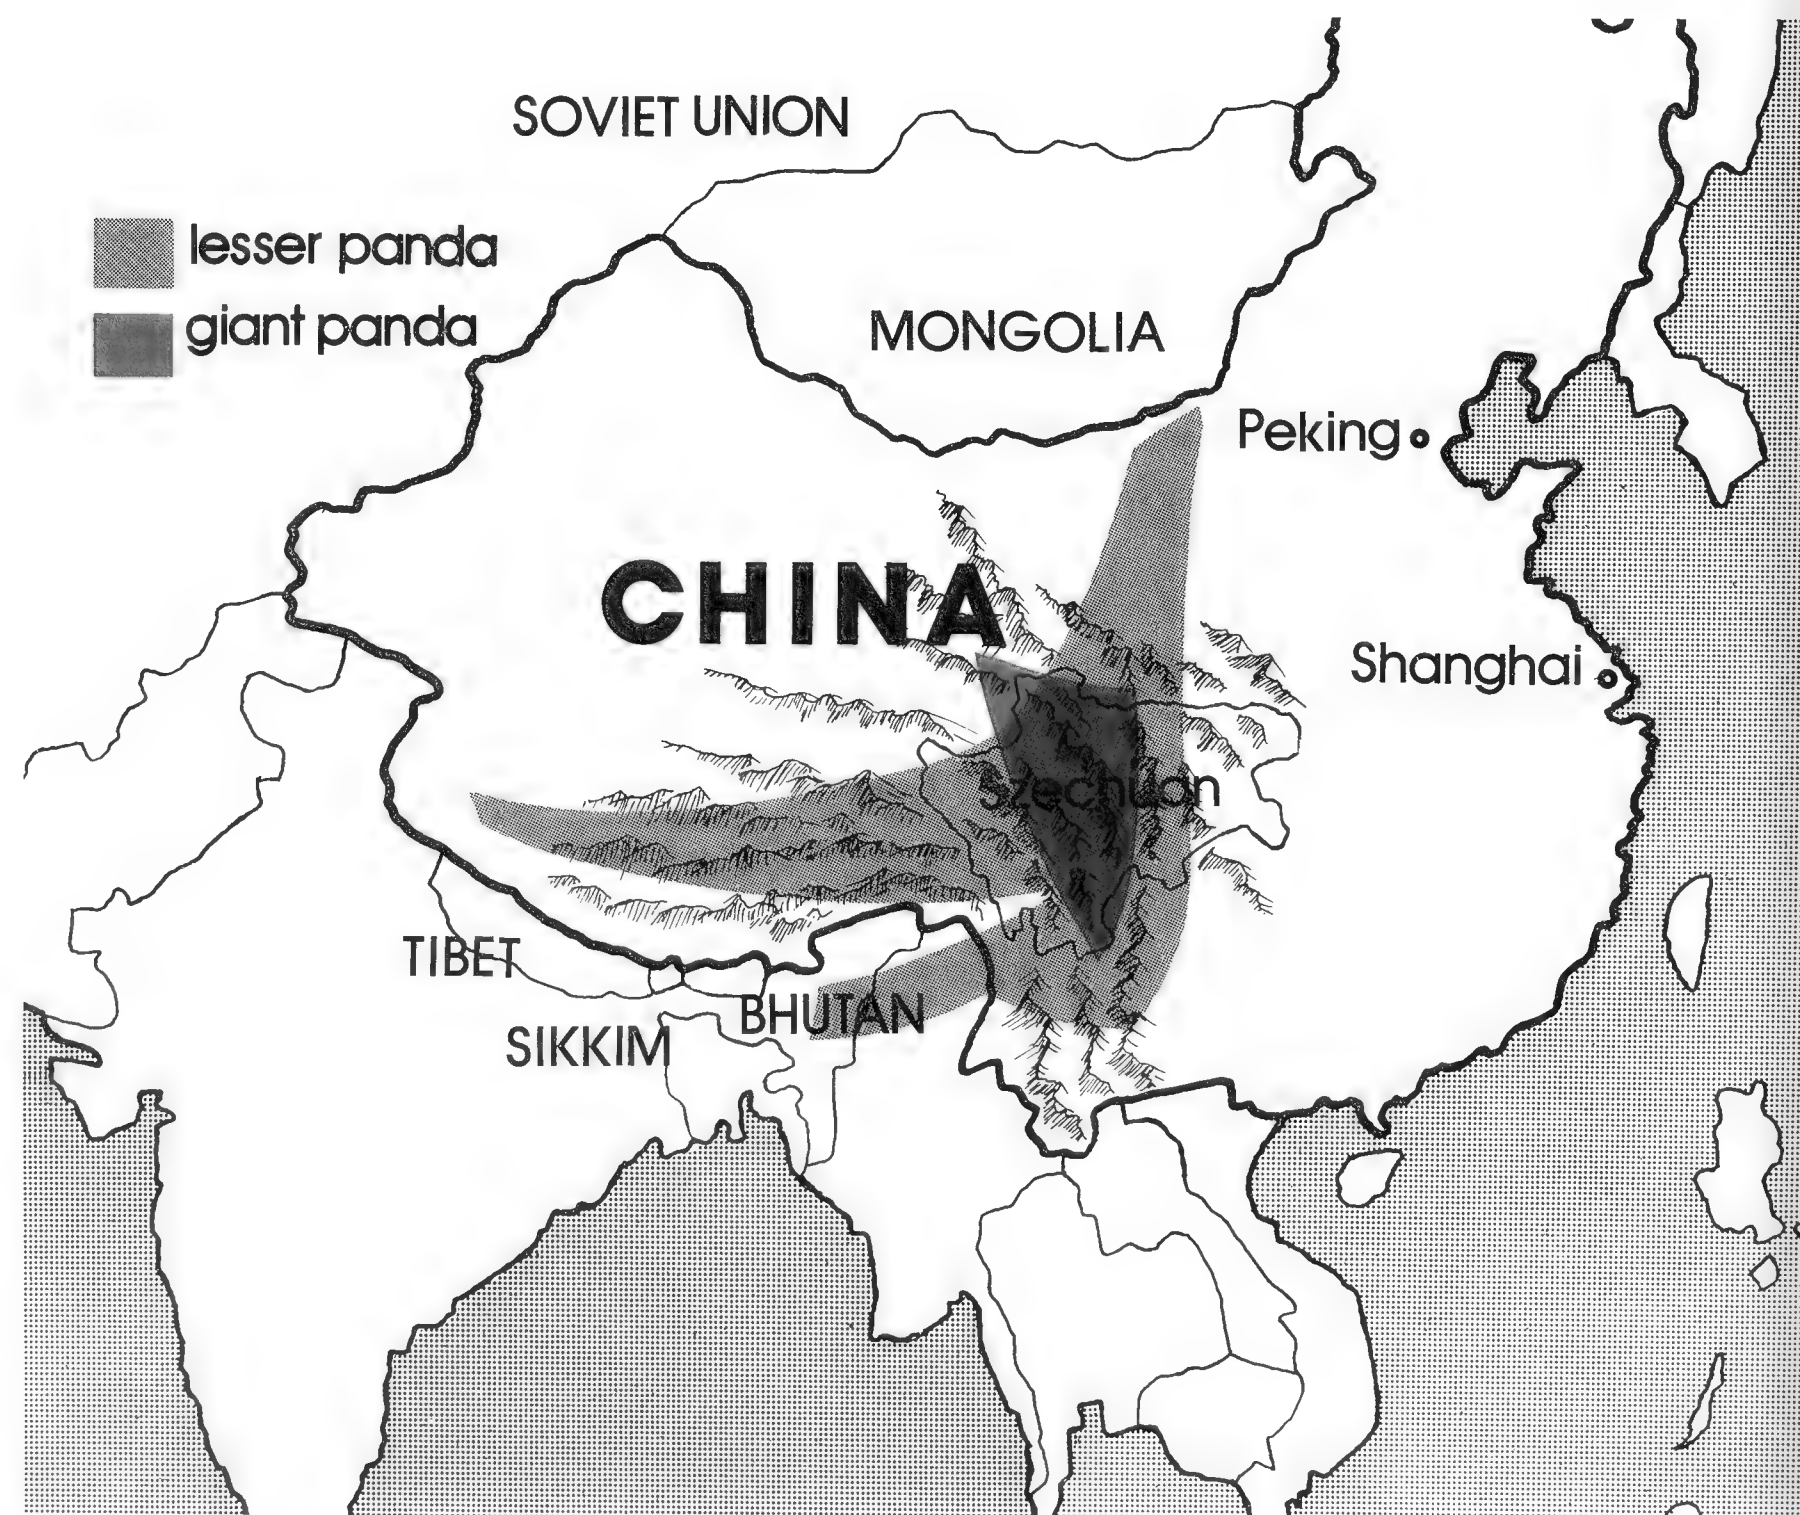 SOVIET UNION
lesser panda
giant panda
MONGOLIA
Peking
CHINA
Shanghai
Szechuan
TIBET
BHUTAN
SIKKIM